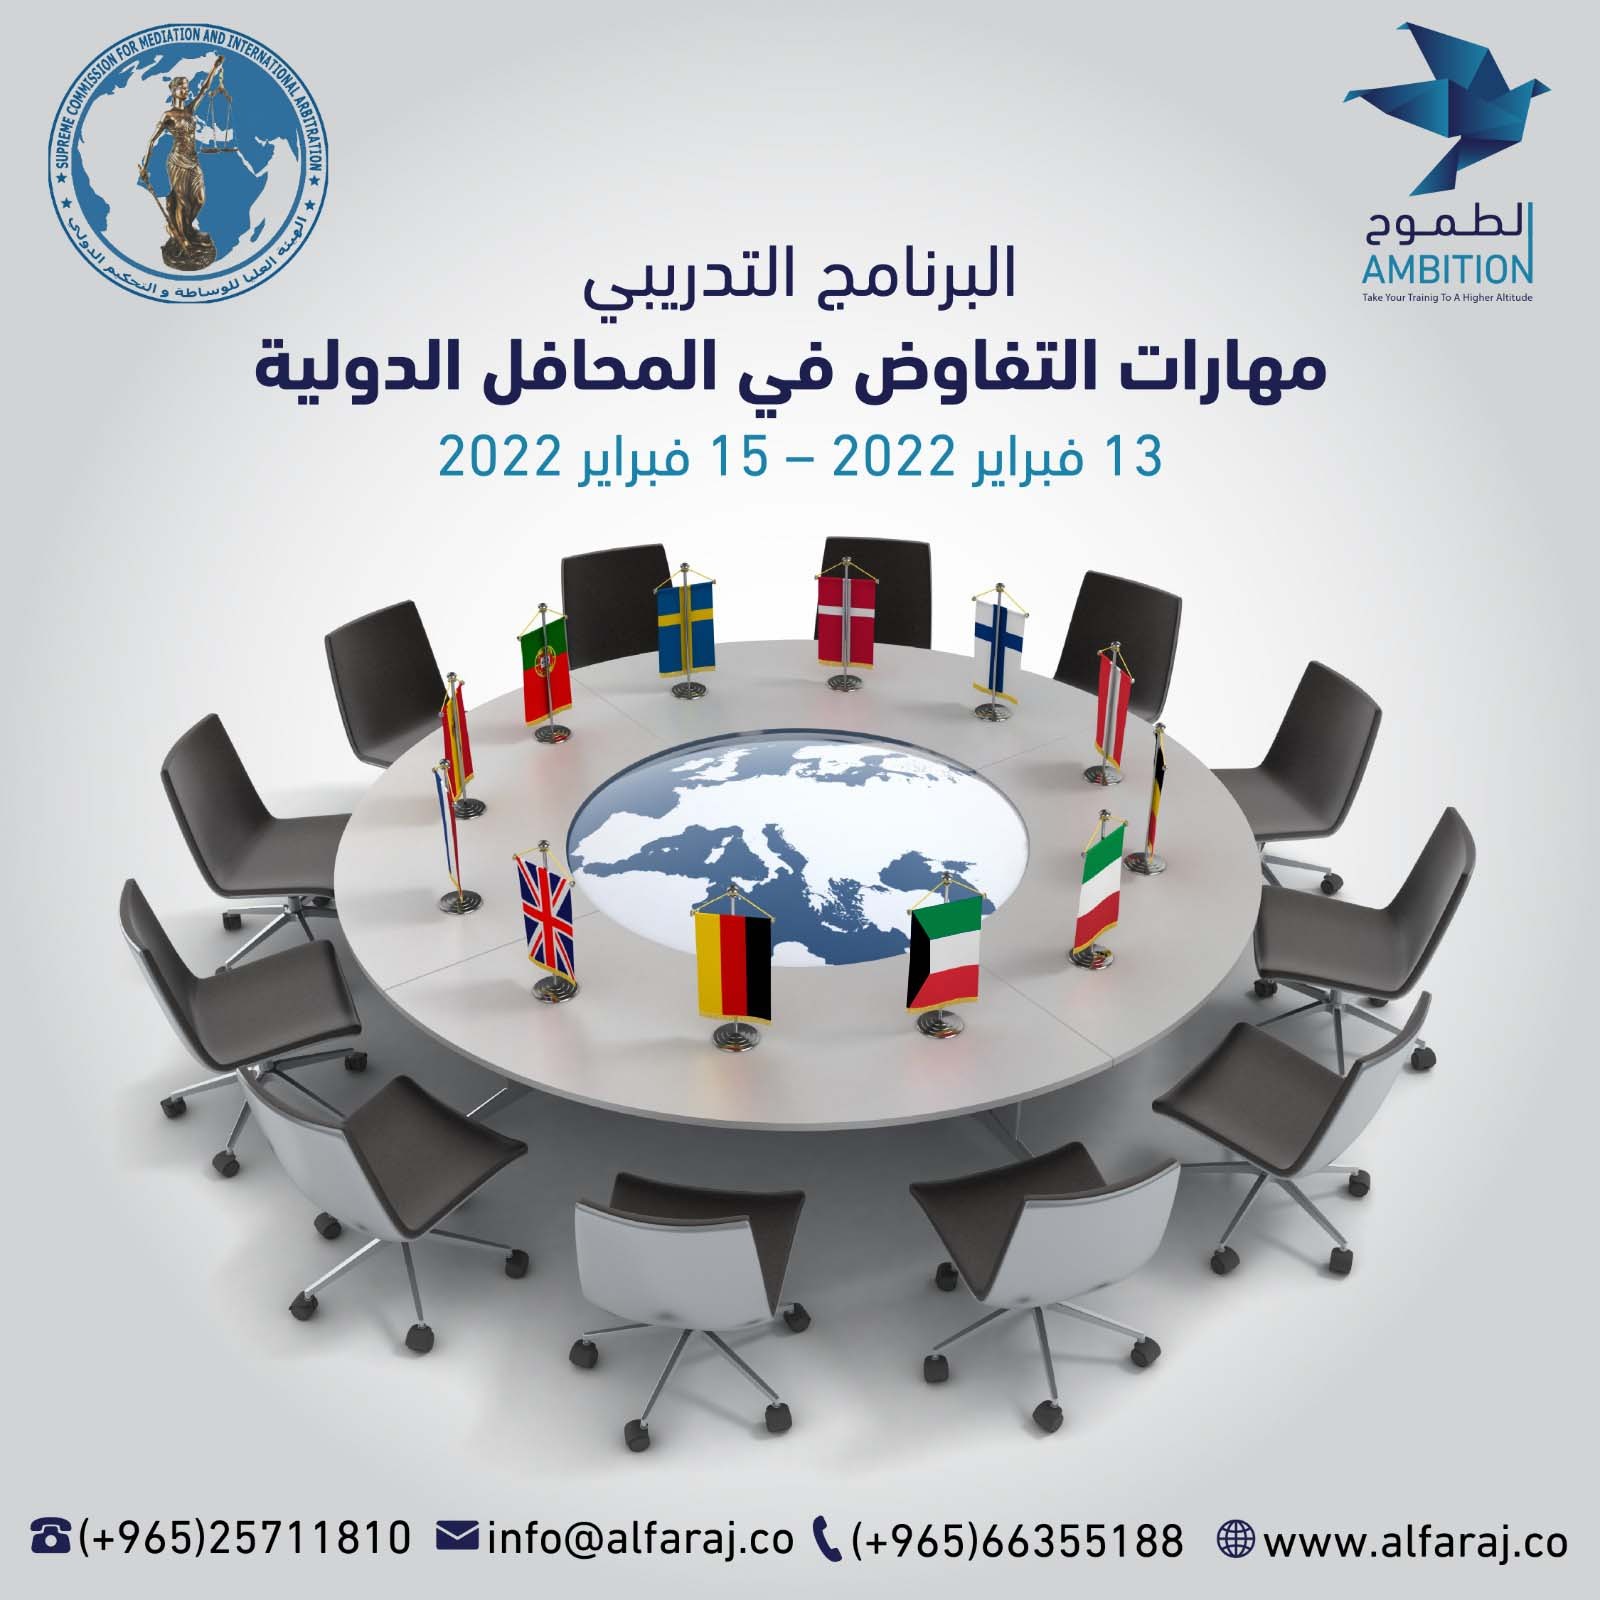 SUPREME COMMISSION FOR MEDIATION AND INTERNATIONAL ARBITRATION
الهيئة العليا للوساطة و التحكيم الدولي
الطموح
AMBITION
Take Your Trainig To A Higher Altitude
البرنامج التدريبي
مهارات التفاوض في المحافل الدولية
13 فبراير 2022 – 15 فبراير 2022
(+965)25711810
info@alfaraj.co
(+965)66355188
www.alfaraj.co